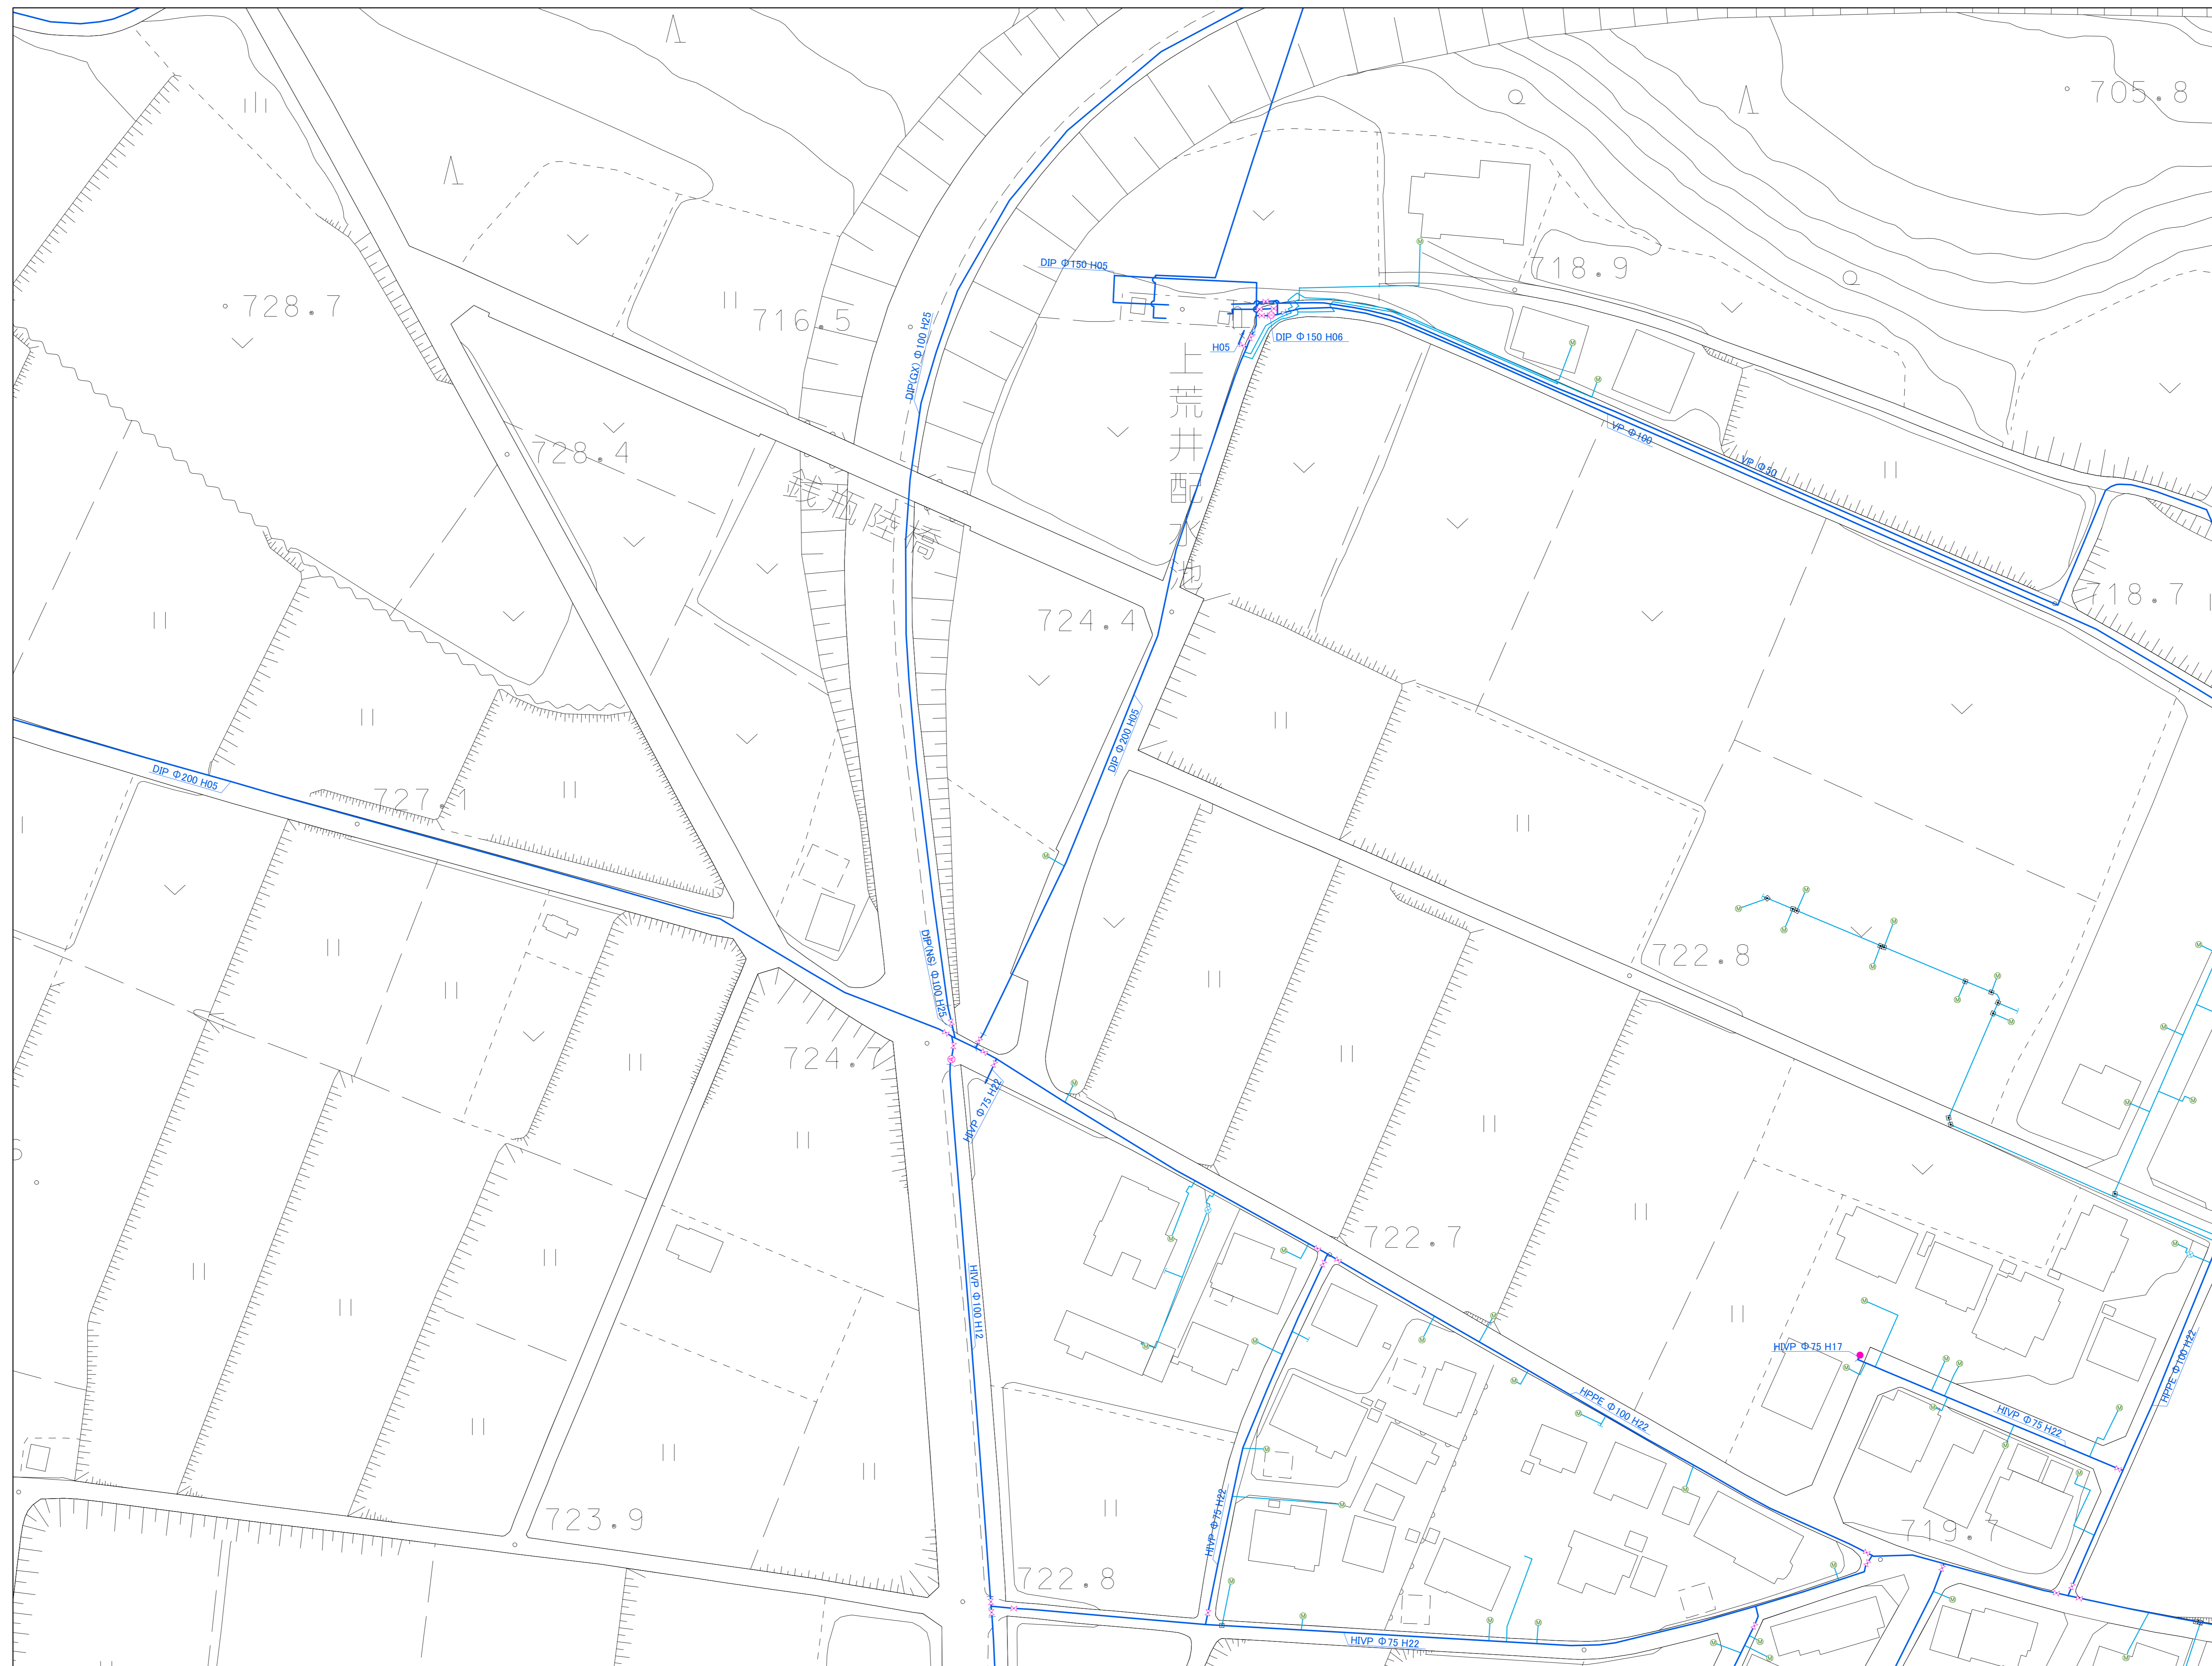 705.8
DIP Φ150 H05
718.9
728.7
716.5
DIP(GX) Φ100 H25
H05
DIP Φ150 H06
上荒井配水池
728.4
VP Φ100
VP Φ50
724.4
718.7
DIP Φ200 H05
DIP Φ200 H05
727.1
722.8
DIP(NS) Φ100 H25
724.7
HIVP Φ75 H22
722.7
HIVP Φ100 H12
HIVP Φ75 H17
HPPE Φ100 H22
HPPE Φ100 H22
HIVP Φ75 H22
723.9
HIVP Φ75 H22
719.7
722.8
HIVP Φ75 H22